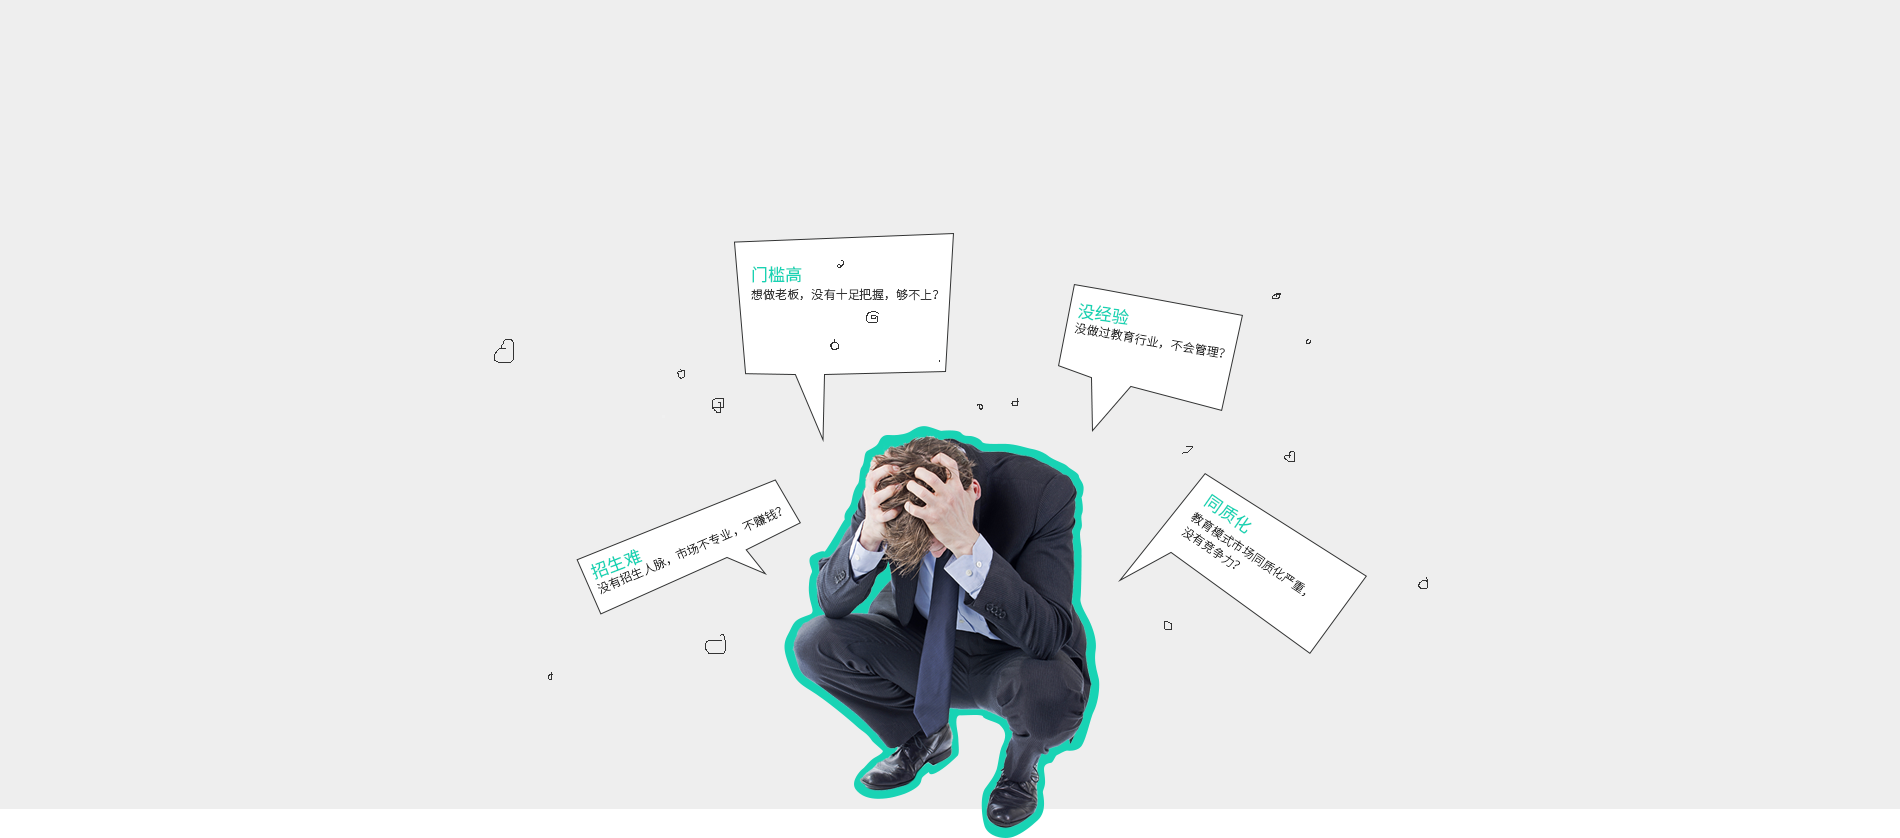 门槛高
想做老板，没有十足把握，够不上？
没经验
没做过教育行业，不会管理？
招生难
没有招生人脉，市场不专业，不赚钱？
同质化
教育模式市场同质化严重，
没有竞争力？